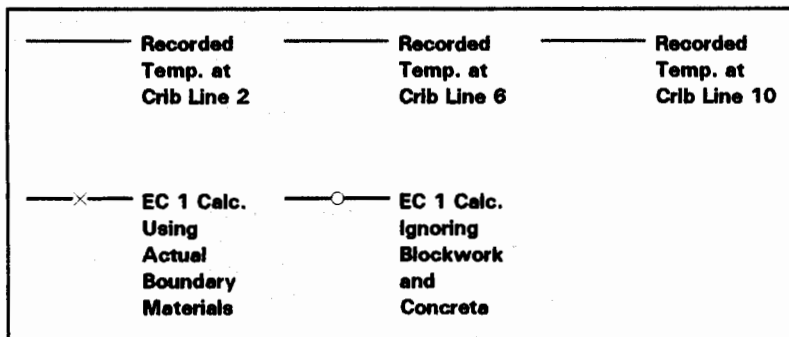 Recorded Temp. at Crib Line 2
Recorded Temp. at Crib Line 6
Recorded Temp. at Crib Line 10
EC 1 Calc. Using Actual Boundary Materials
EC 1 Calc. Ignoring Blockwork and Concreta